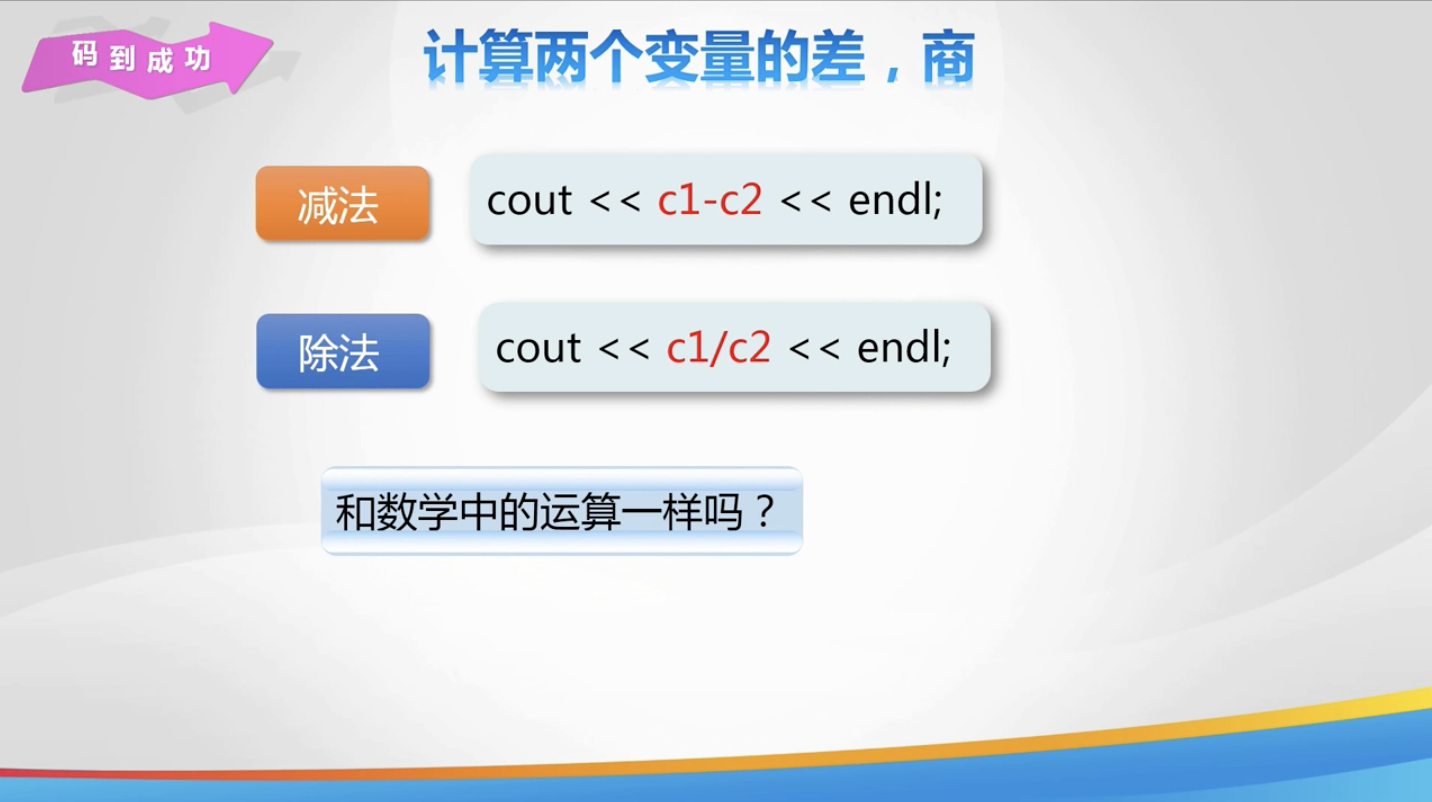 码到成功
计算两个变量的差，商
减法
cout << c1-c2 << endl;
除法
cout << c1/c2 << endl;
和数学中的运算一样吗？